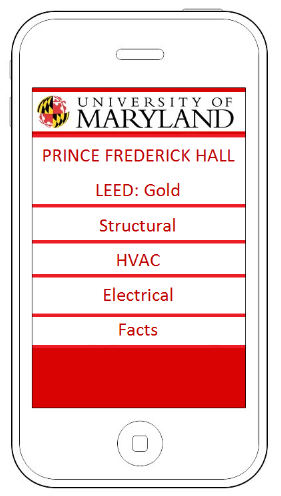 UNIVERSITY OF
MARYLAND
PRINCE FREDERICK HALL
LEED: Gold
Structural
HVAC
Electrical
Facts